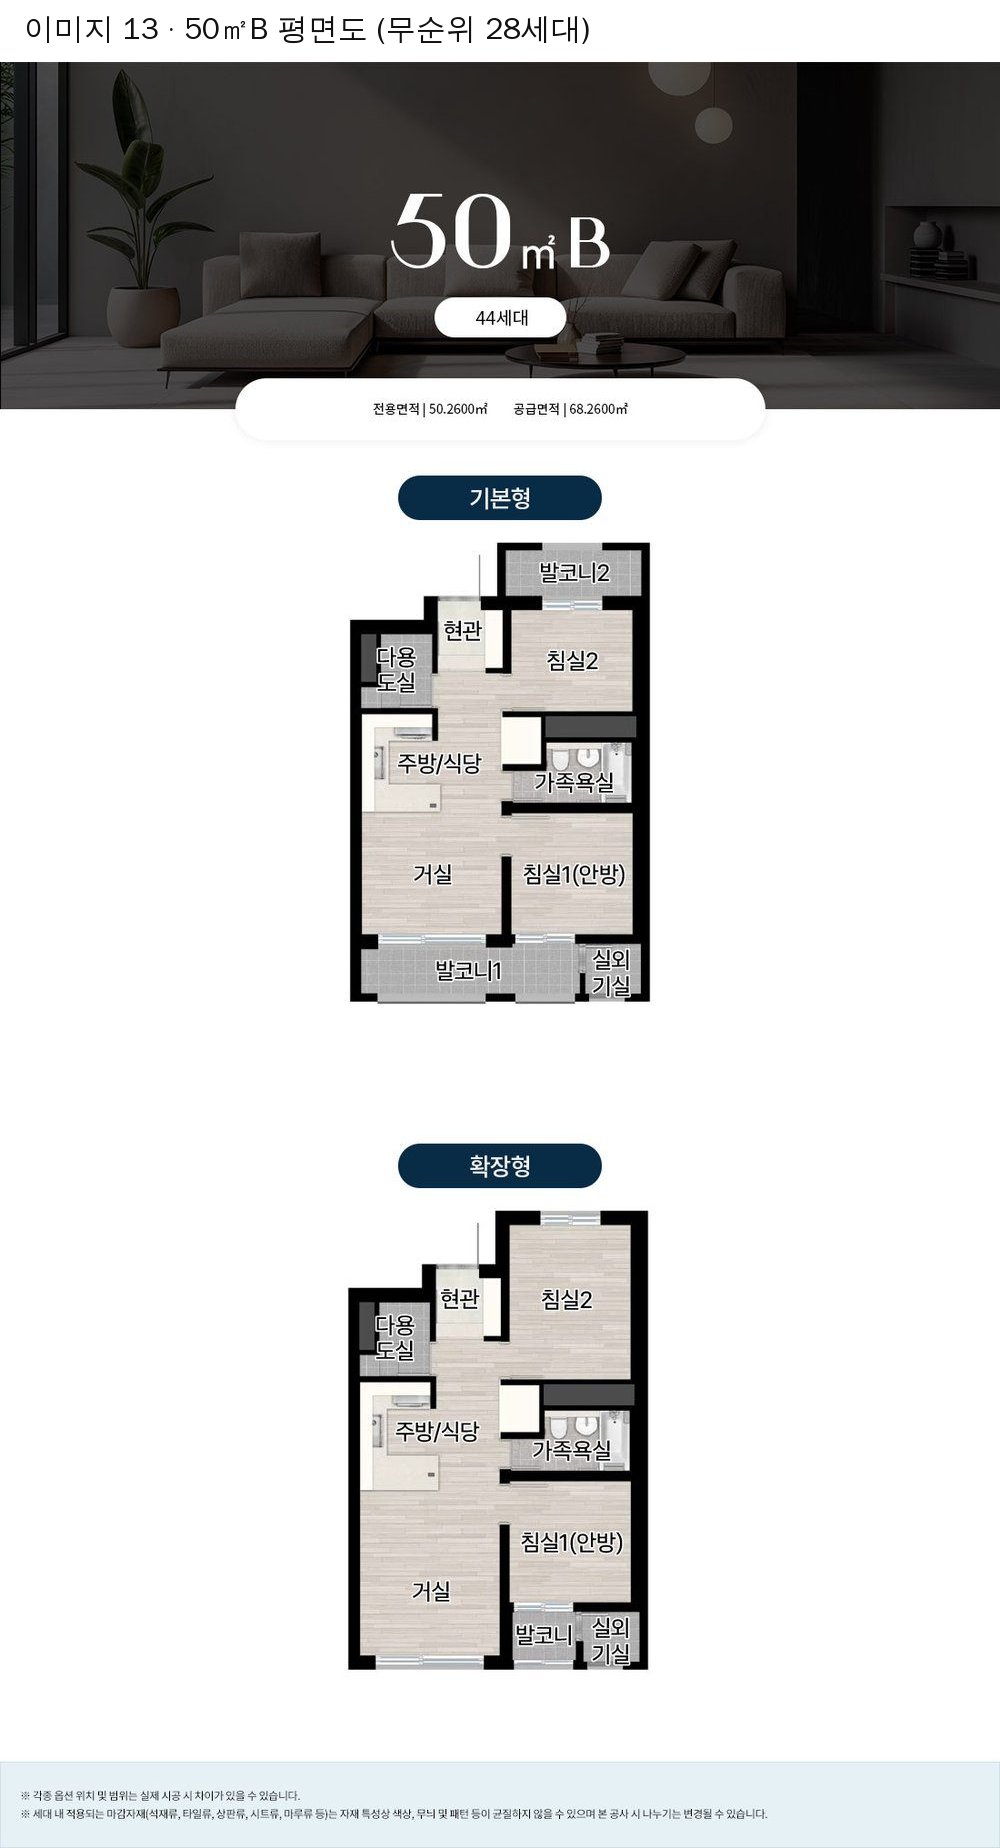 이미지 13 · 50㎡B 평면도 (무순위 28세대)
50㎡B
44세대
전용면적 | 50.2600㎡ 공급면적 | 68.2600㎡
기본형
발코니2
현관
침실2
다용
도실
주방/식당
가족욕실
거실
침실1(안방)
발코니1
실외
기실
확장형
현관
침실2
다용
도실
주방/식당
가족욕실
침실1(안방)
거실
발코니
실외
기실
※ 각종 옵션 위치 및 범위는 실제 시공 시 차이가 있을 수 있습니다.
※ 세대 내 적용되는 마감자재(석재류, 타일류, 상판류, 시트류, 마루류 등)는 자재 특성상 색상, 무늬 및 패턴 등이 균질하지 않을 수 있으며 본 공사 시 나누기는 변경될 수 있습니다.